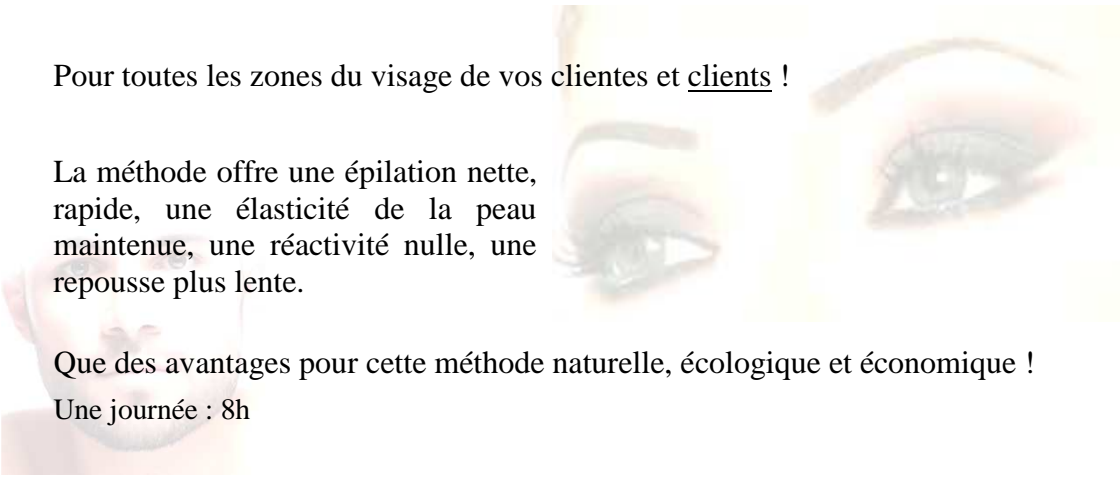 Pour toutes les zones du visage de vos clientes et clients !
La méthode offre une épilation nette,
rapide, une élasticité de la peau
maintenue, une réactivité nulle, une
repousse plus lente.
Que des avantages pour cette méthode naturelle, écologique et économique !
Une journée : 8h